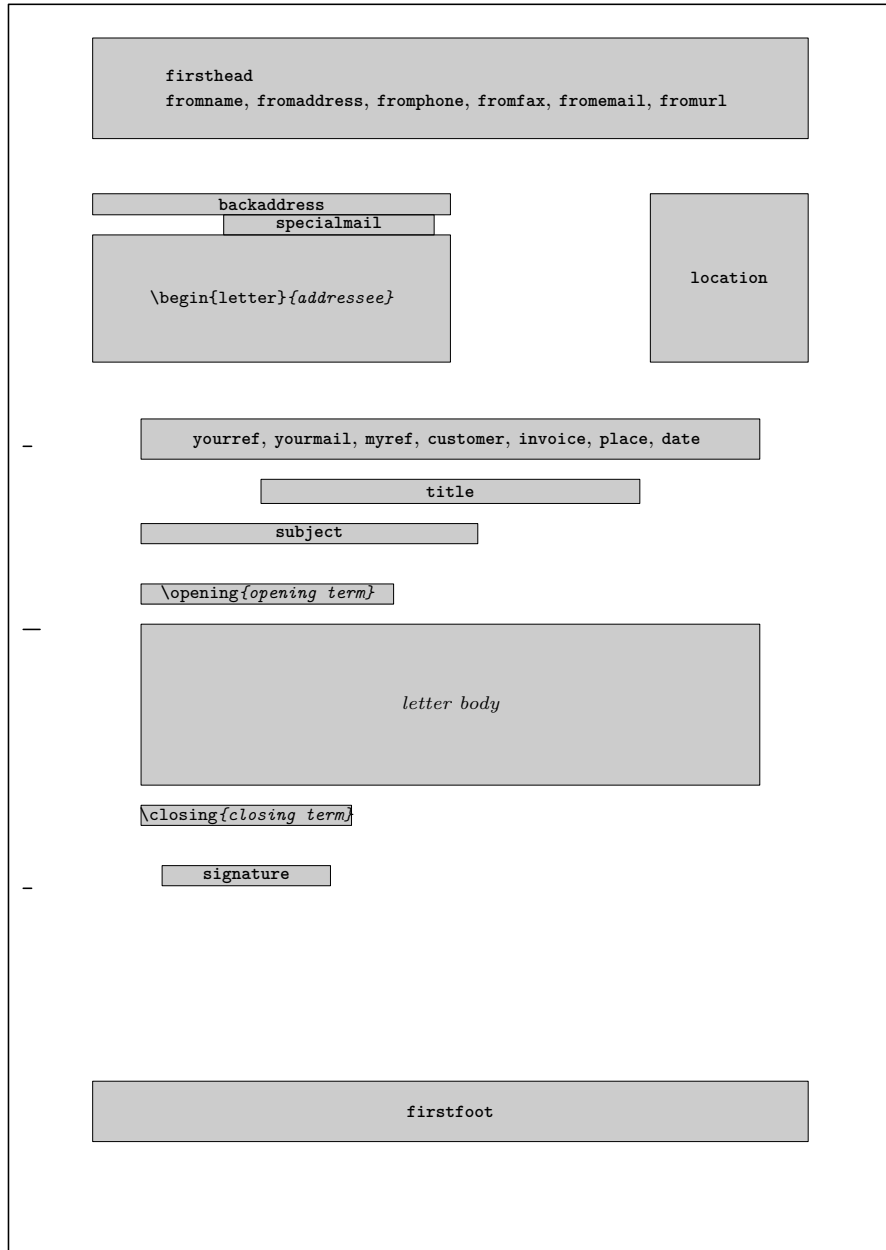 firsthead
fromname, fromaddress, fromphone, fromfax, fromemail, fromurl
backaddress
specialmail
\begin{letter}{addressee}
location
yourref, yourmail, myref, customer, invoice, place, date
title
subject
\opening{opening term}
letter body
\closing{closing term}
signature
firstfoot